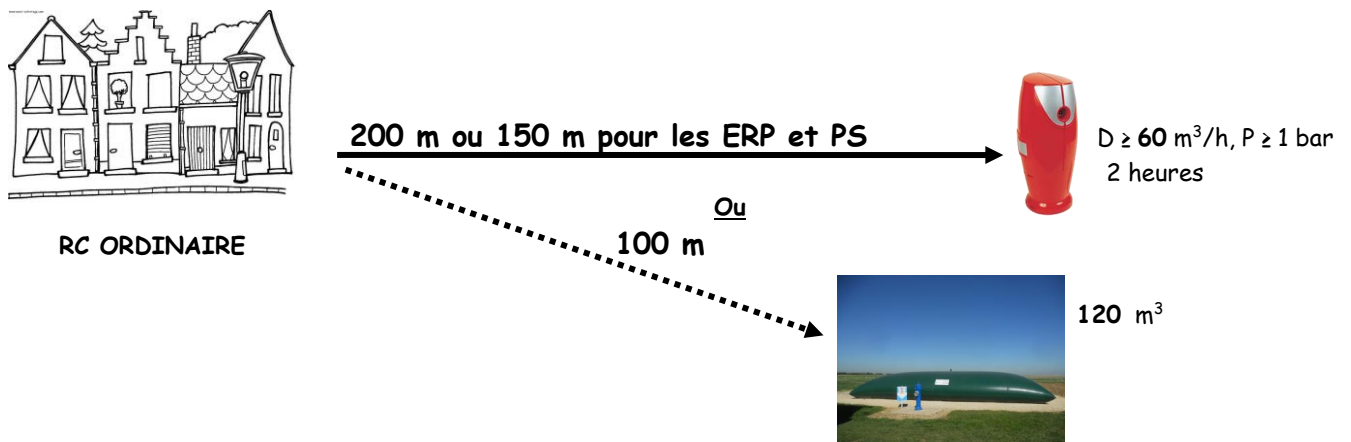 200 m ou 150 m pour les ERP et PS
D ≥ 60 m³/h, P ≥ 1 bar
2 heures
Ou
RC ORDINAIRE
100 m
120 m³